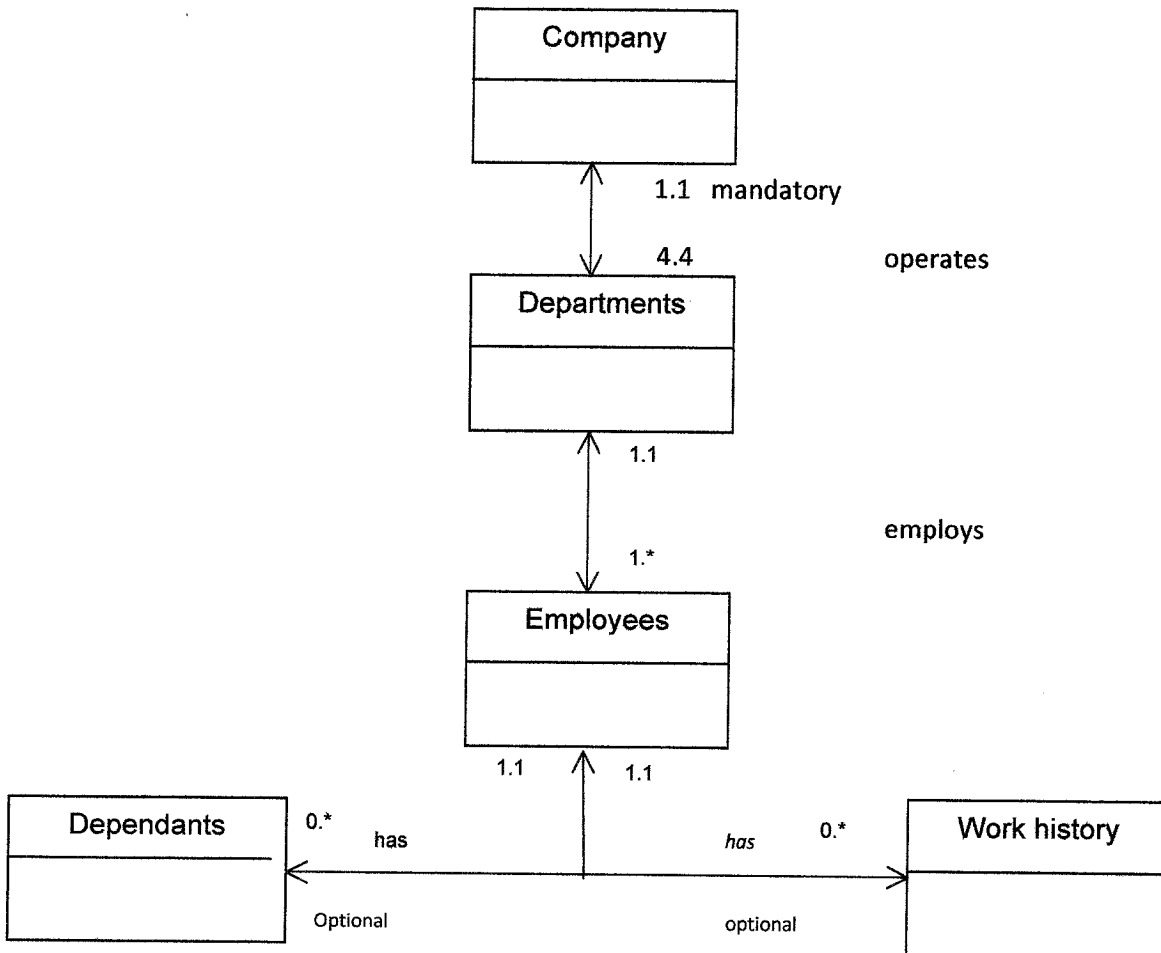 Company
1.1 mandatory
4.4
operates
Departments
1.1
employs
1.*
Employees
1.1 1.1
Dependants
0.*
has
has
0.*
Work history
Optional
optional